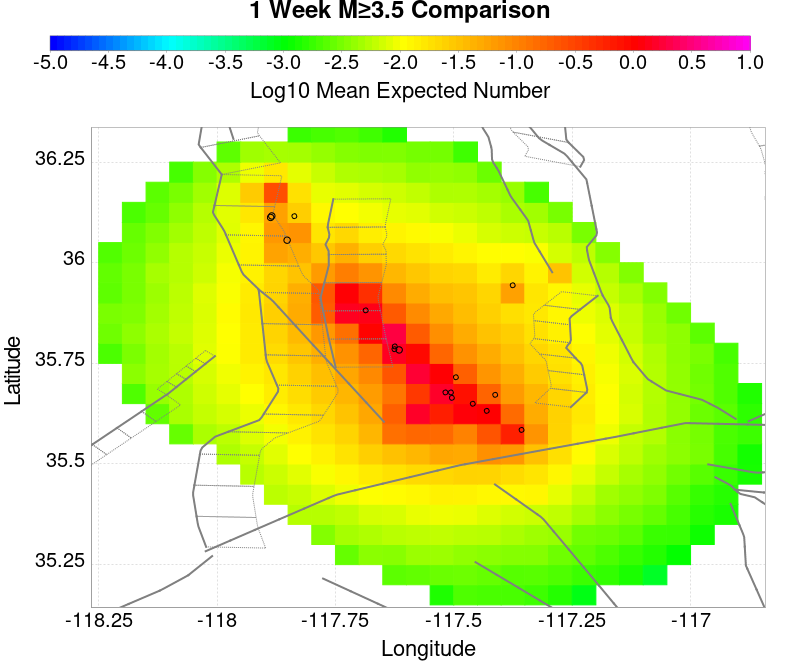 1 Week M≥3.5 Comparison
-5.0 -4.5 -4.0 -3.5 -3.0 -2.5 -2.0 -1.5 -1.0 -0.5 0.0 0.5 1.0
Log10 Mean Expected Number
36.25
36
35.75
35.5
35.25
Latitude
-118.25 -118 -117.75 -117.5 -117.25 -117
Longitude